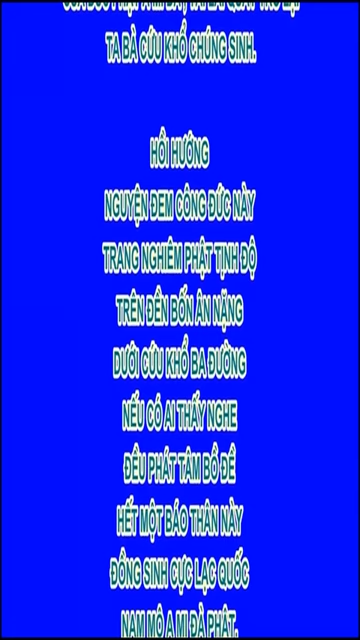 TA BÀ CỨU KHỔ CHÚNG SINH.
HỒI HƯỚNG
NGUYỆN ĐEM CÔNG ĐỨC NÀY
TRANG NGHIÊM PHẬT TỊNH ĐỘ
TRÊN ĐỀN BỐN ÂN NẶNG
DƯỚI CỨU KHỔ BA ĐƯỜNG
NẾU CÓ AI THẤY NGHE
ĐỀU PHÁT TÂM BỒ ĐỀ
HẾT MỘT BÁO THÂN NÀY
ĐỒNG SINH CỰC LẠC QUỐC
NAM MÔ A MI ĐÀ PHẬT.